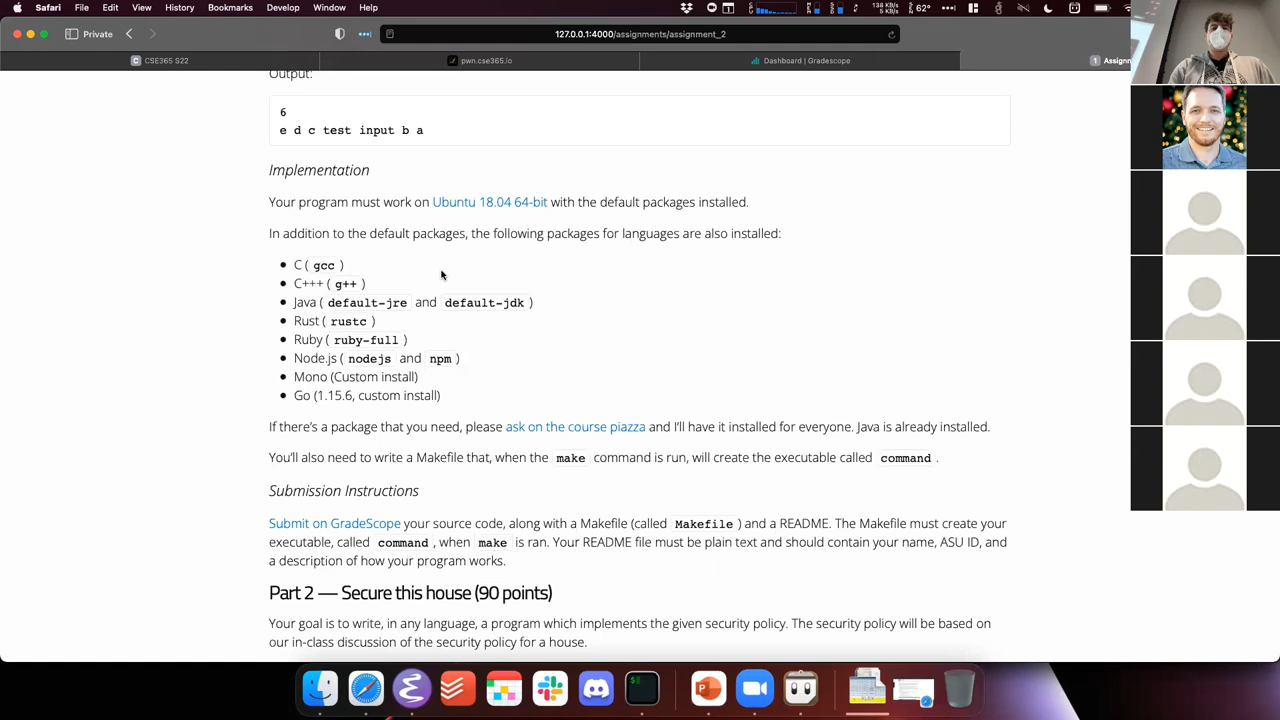 Safari File Edit View History Bookmarks Develop Window Help 138 KB/s 5 KB/s 62°
Private 127.0.0.1:4000/assignments/assignment_2
CSE365 S22 pwn.cse365.io Dashboard | Gradescope 1 Assignm
Output:
6
e d c test input b a
Implementation
Your program must work on Ubuntu 18.04 64-bit with the default packages installed.
In addition to the default packages, the following packages for languages are also installed:
C ( gcc )
C+++ ( g++ )
Java ( default-jre and default-jdk )
Rust ( rustc )
Ruby ( ruby-full )
Node.js ( nodejs and npm )
Mono (Custom install)
Go (1.15.6, custom install)
If there's a package that you need, please ask on the course piazza and I'll have it installed for everyone. Java is already installed.
You'll also need to write a Makefile that, when the make command is run, will create the executable called command .
Submission Instructions
Submit on GradeScope your source code, along with a Makefile (called Makefile ) and a README. The Makefile must create your
executable, called command , when make is ran. Your README file must be plain text and should contain your name, ASU ID, and
a description of how your program works.
Part 2 — Secure this house (90 points)
Your goal is to write, in any language, a program which implements the given security policy. The security policy will be based on
our in-class discussion of the security policy for a house.